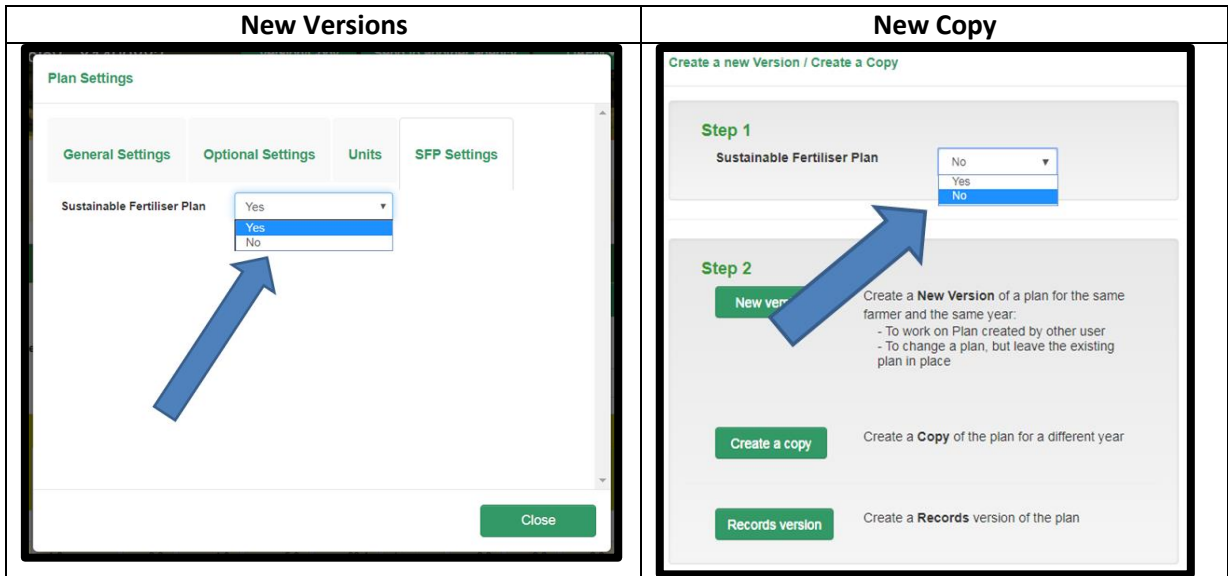 New Versions
New Copy
Plan Settings
General Settings
Optional Settings
Units
SFP Settings
Sustainable Fertiliser Plan
Yes
Yes
No
Close
Create a new Version / Create a Copy
Step 1
Sustainable Fertiliser Plan
No
Yes
No
Step 2
New
Create a New Version of a plan for the same
farmer and the same year:
- To work on Plan created by other user
- To change a plan, but leave the existing
plan in place
Create a copy
Create a Copy of the plan for a different year
Records version
Create a Records version of the plan